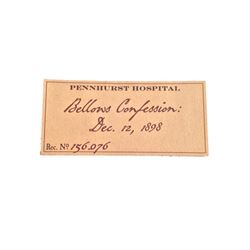 PENNHURST HOSPITAL
Bellows Confession:
Dec. 12, 1898
Rec. Nº 156.076